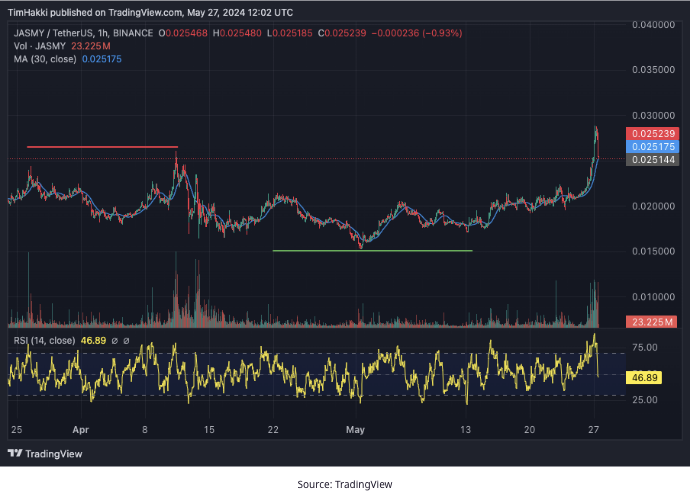 TimHakki published on TradingView.com, May 27, 2024 12:02 UTC
JASMY / TetherUS, 1h, BINANCE O0.025468 H0.025480 L0.025185 C0.025239 −0.000236 (−0.93%)
Vol · JASMY 23.225M
MA (30, close) 0.025175
0.040000
0.035000
0.030000
0.025239
0.025175
0.025144
0.020000
0.015000
0.010000
23.225M
RSI (14, close) 46.89 ∅ ∅
75.00
46.89
25.00
25 Apr 8 15 22 May 13 20 27
TradingView
Source: TradingView